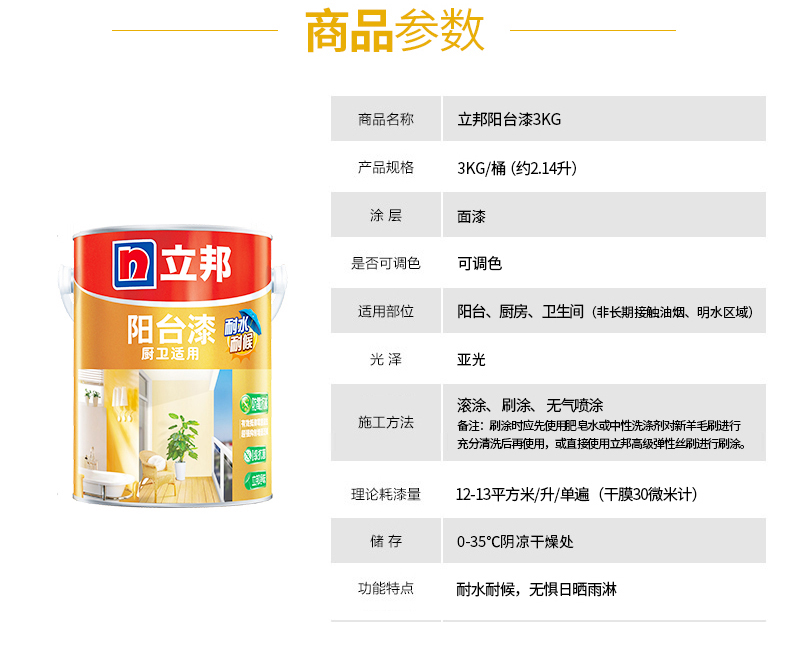 商品参数
商品名称 立邦阳台漆3KG
产品规格 3KG/桶 (约2.14升)
涂 层 面漆
是否可调色 可调色
适用部位 阳台、厨房、卫生间（非长期接触油烟、明水区域）
光 泽 亚光
施工方法 滚涂、刷涂、无气喷涂
备注：刷涂时应先使用肥皂水或中性洗涤剂对新羊毛刷进行
充分清洗后再使用，或直接使用立邦高级弹性丝刷进行刷涂。
理论耗漆量 12-13平方米/升/单遍（干膜30微米计）
储 存 0-35℃阴凉干燥处
功能特点 耐水耐候，无惧日晒雨淋
n 立邦
阳台漆
厨卫适用
耐水
耐候